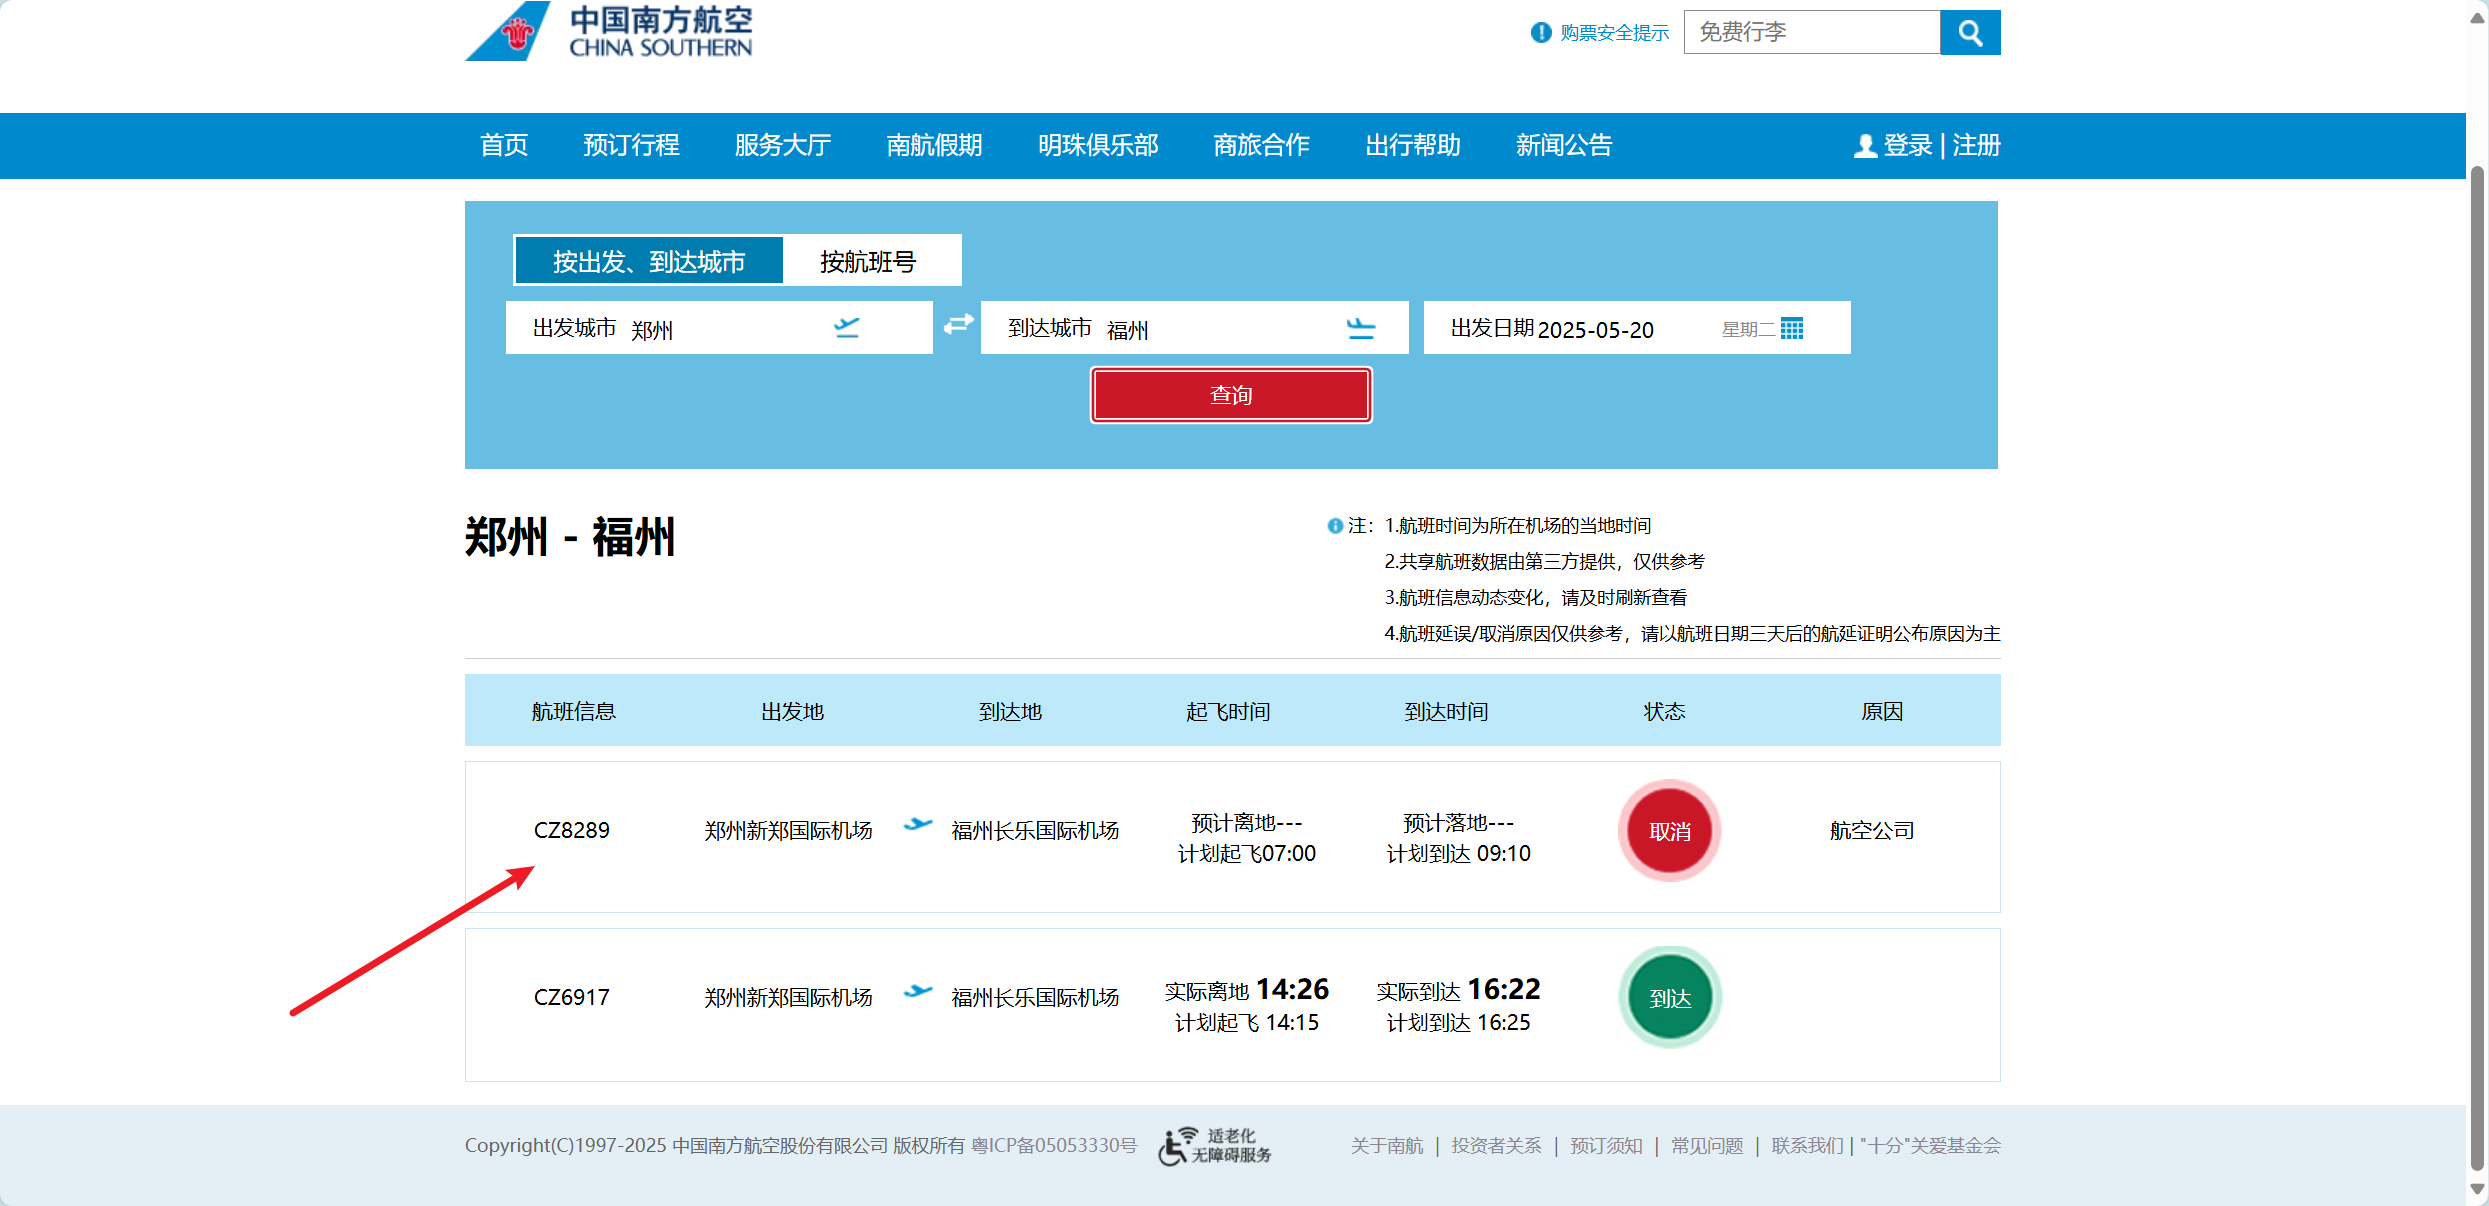 中国南方航空
CHINA SOUTHERN
购票安全提示
免费行李
首页 预订行程 服务大厅 南航假期 明珠俱乐部 商旅合作 出行帮助 新闻公告 登录 | 注册
按出发、到达城市 按航班号
出发城市 郑州 到达城市 福州 出发日期 2025-05-20 星期二
查询
郑州 - 福州
注：1.航班时间为所在机场的当地时间
2.共享航班数据由第三方提供，仅供参考
3.航班信息动态变化，请及时刷新查看
4.航班延误/取消原因仅供参考，请以航班日期三天后的航延证明公布原因为主
航班信息 出发地 到达地 起飞时间 到达时间 状态 原因
CZ8289 郑州新郑国际机场 福州长乐国际机场 预计离地--- 预计落地--- 取消 航空公司
计划起飞07:00 计划到达 09:10
CZ6917 郑州新郑国际机场 福州长乐国际机场 实际离地 14:26 实际到达 16:22 到达
计划起飞 14:15 计划到达 16:25
Copyright(C)1997-2025 中国南方航空股份有限公司 版权所有 粤ICP备05053330号 适老化 关于南航 | 投资者关系 | 预订须知 | 常见问题 | 联系我们 | "十分"关爱基金会
无障碍服务